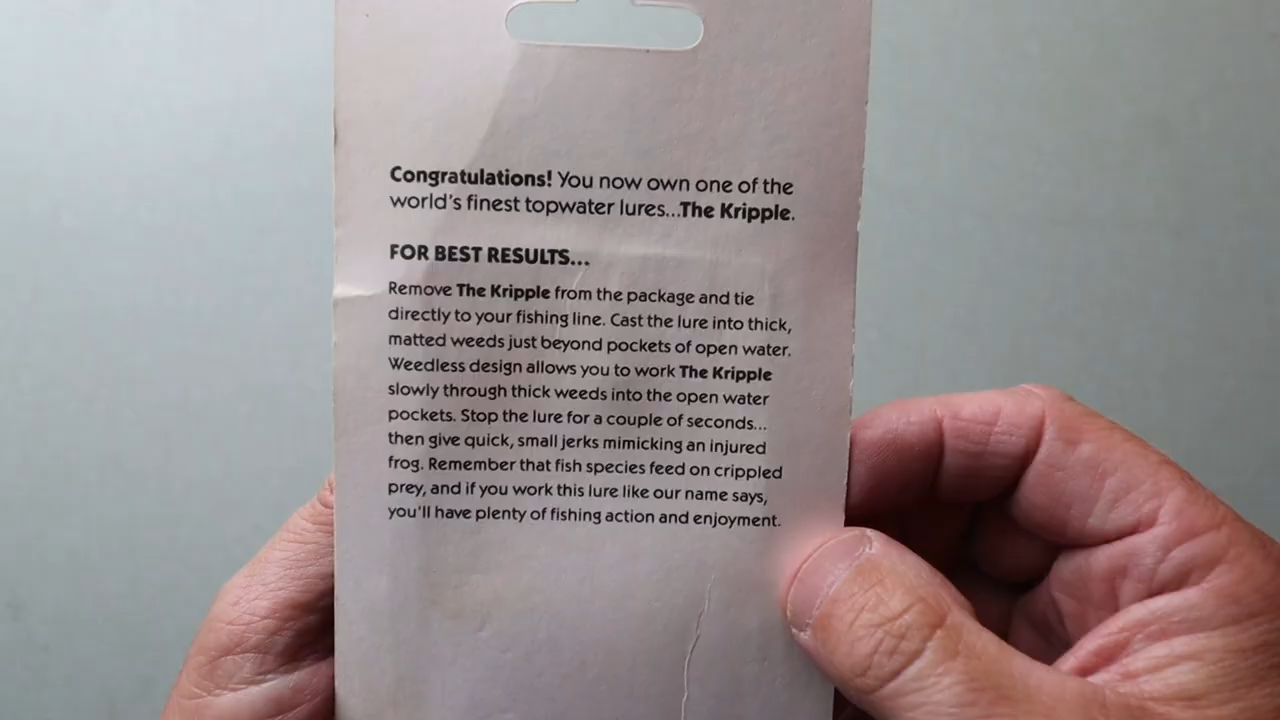 Congratulations! You now own one of the
world's finest topwater lures...The Kripple.
FOR BEST RESULTS...
Remove The Kripple from the package and tie
directly to your fishing line. Cast the lure into thick,
matted weeds just beyond pockets of open water.
Weedless design allows you to work The Kripple
slowly through thick weeds into the open water
pockets. Stop the lure for a couple of seconds...
then give quick, small jerks mimicking an injured
frog. Remember that fish species feed on crippled
prey, and if you work this lure like our name says,
you'll have plenty of fishing action and enjoyment.